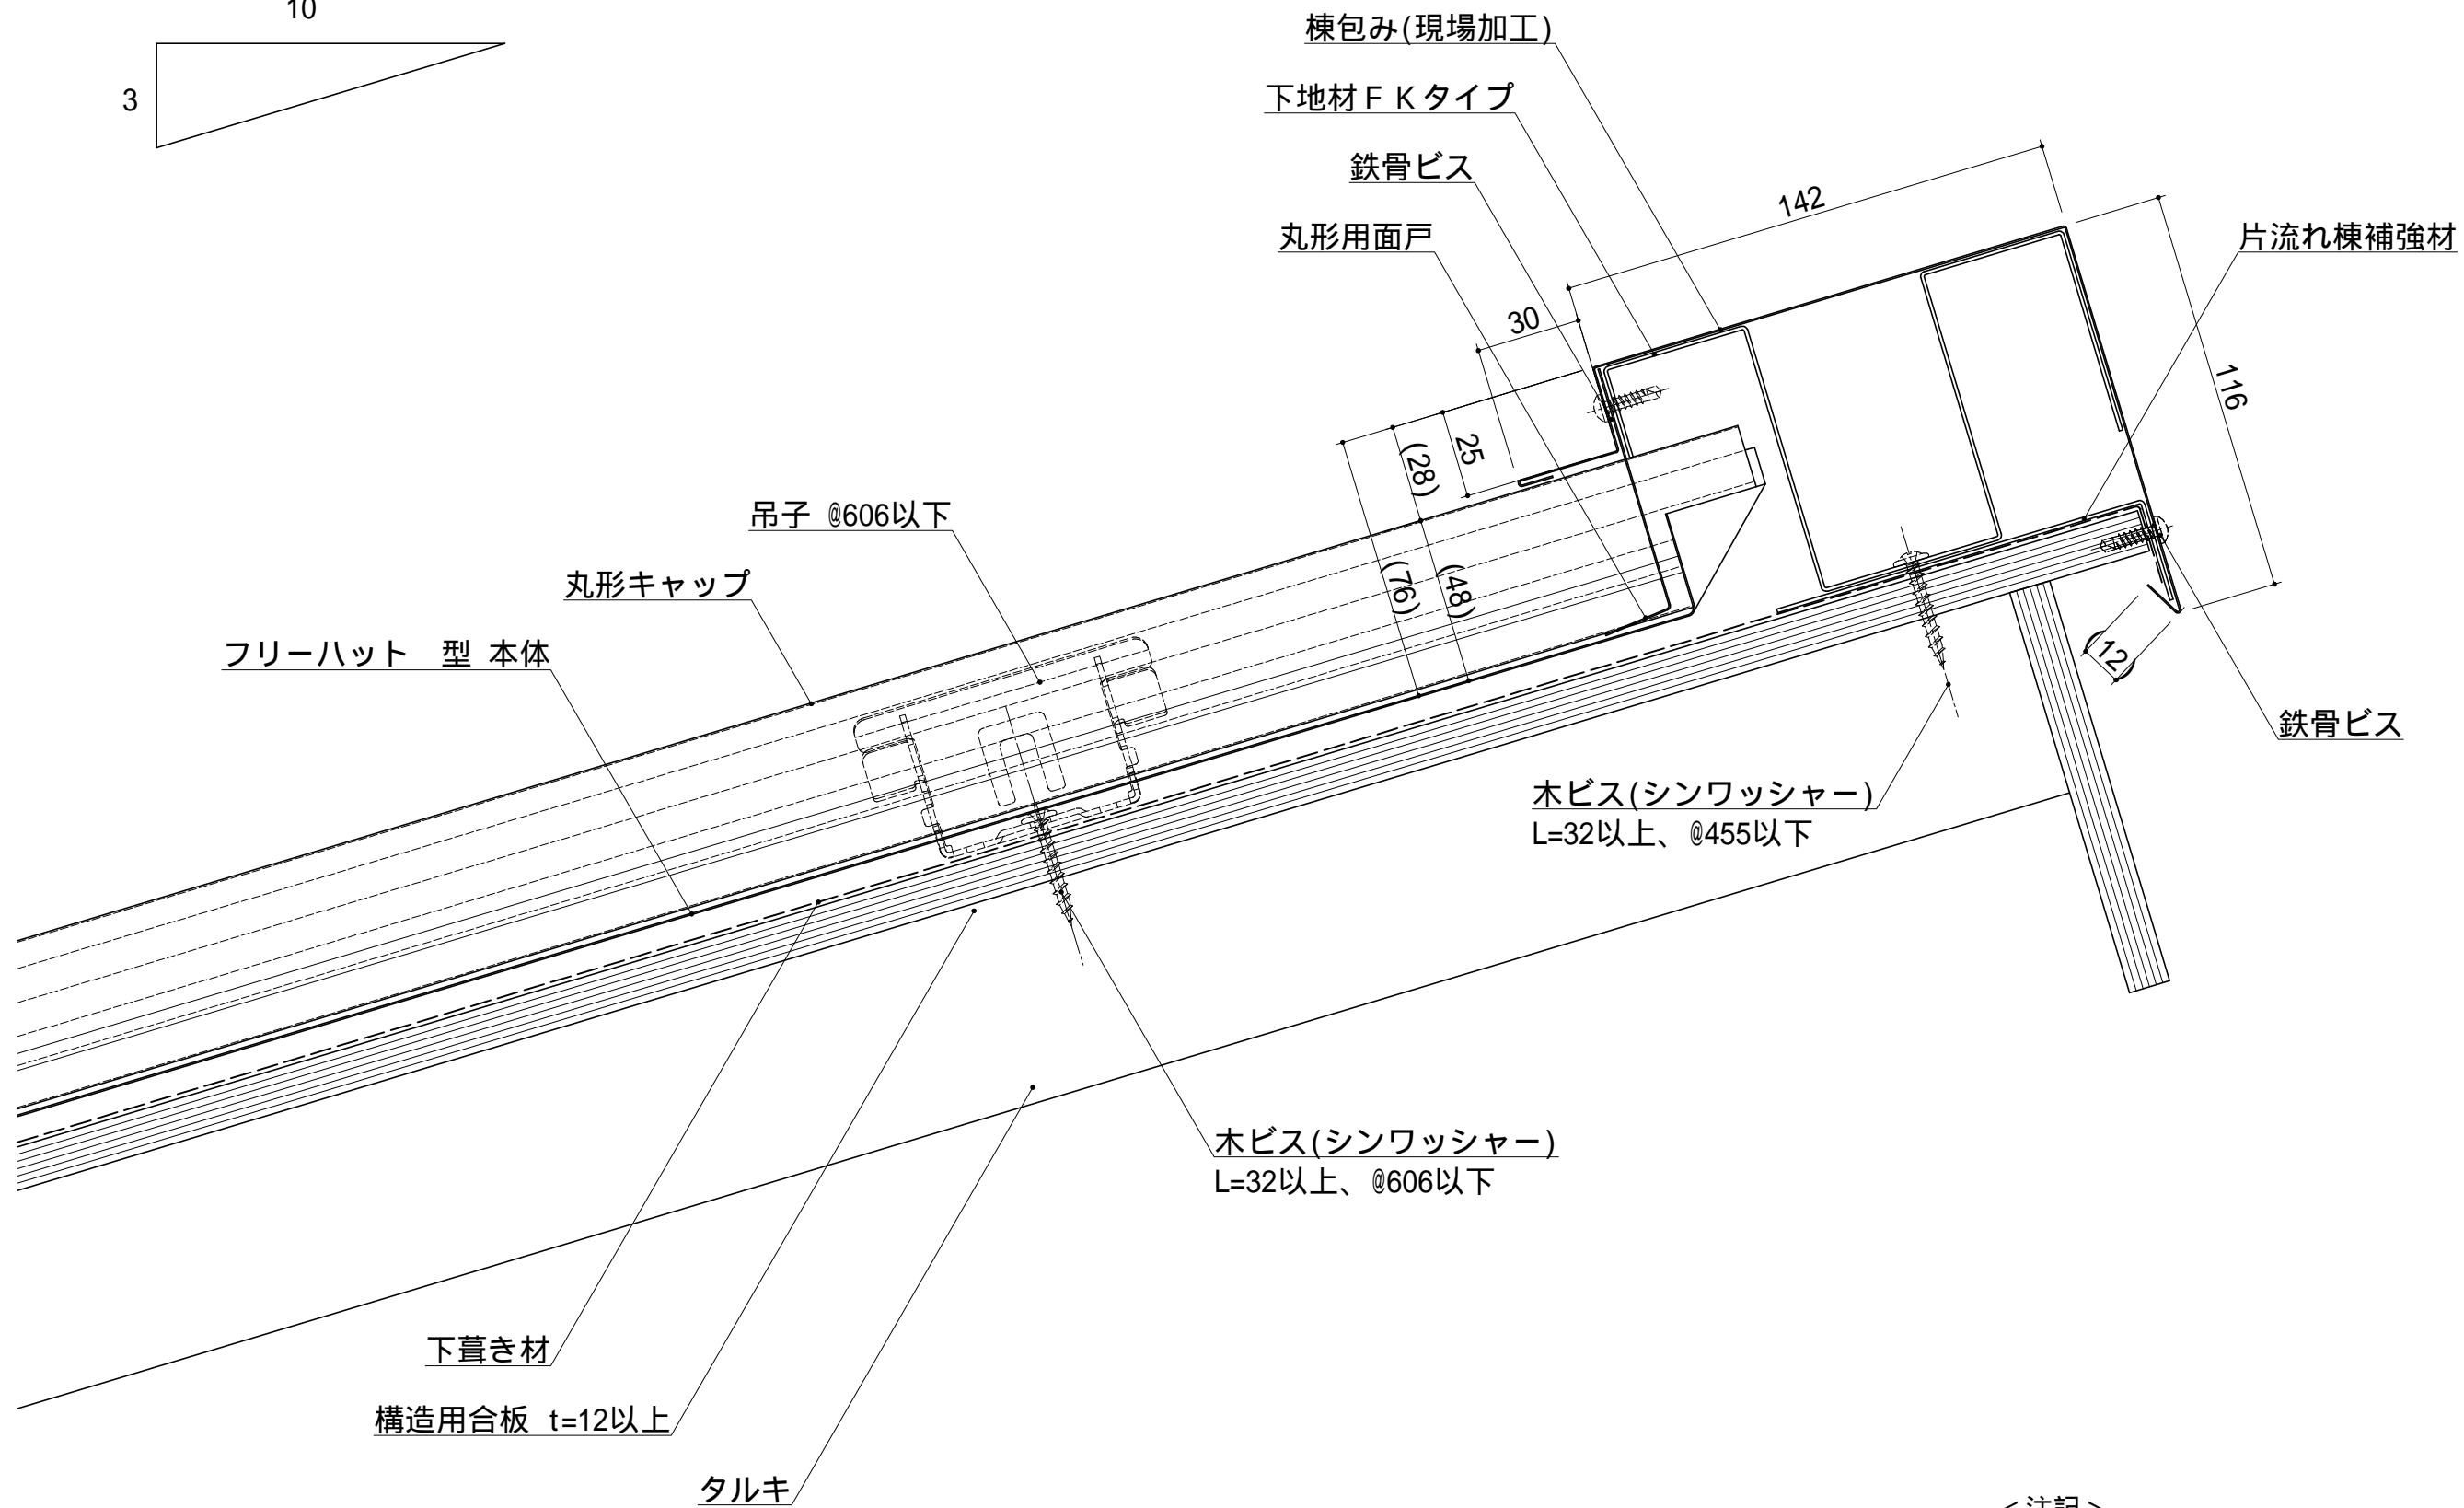 10
3
棟包み(現場加工)
下地材ＦＫタイプ
鉄骨ビス
丸形用面戸
142
片流れ棟補強材
30
116
25
(28)
(76)
(48)
吊子 @606以下
丸形キャップ
フリーハット　型 本体
(12)
鉄骨ビス
木ビス(シンワッシャー)
L=32以上、@455以下
木ビス(シンワッシャー)
L=32以上、@606以下
下葺き材
構造用合板 t=12以上
タルキ
＜注記＞